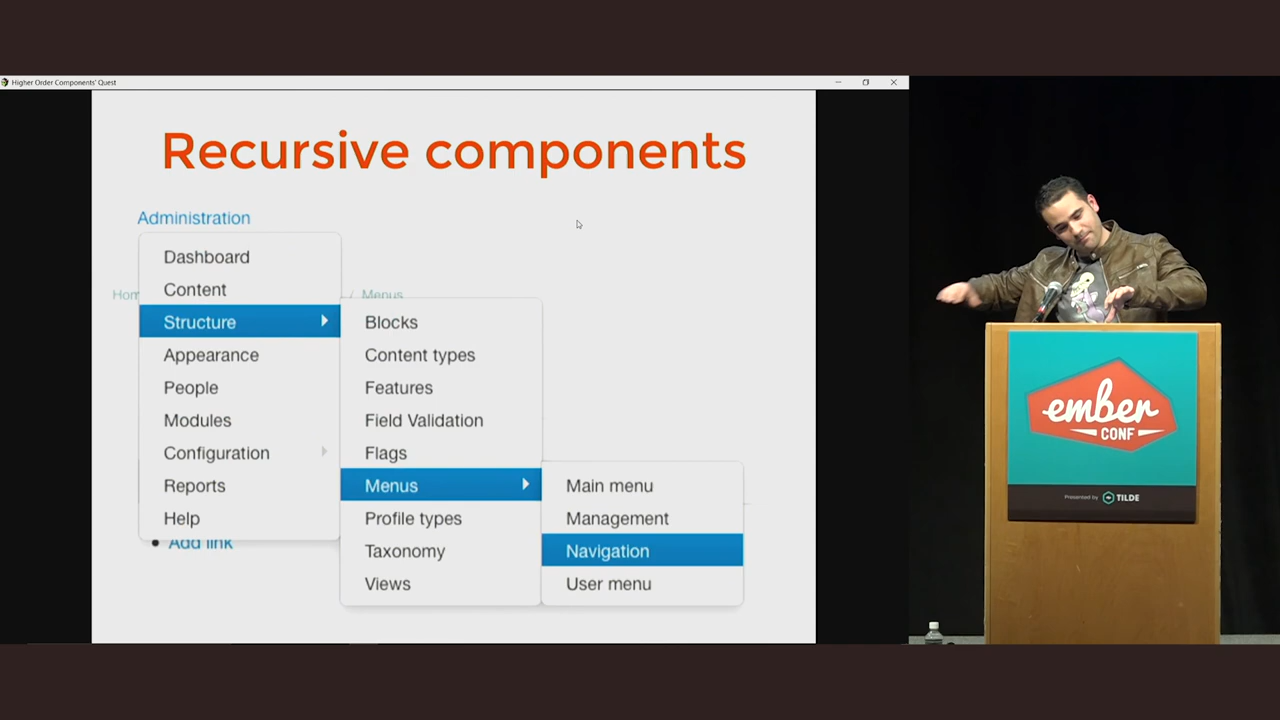 Higher Order Components' Quest
Recursive components
Administration
Dashboard
Content
Hom
/ Menus
Structure
Blocks
Appearance
Content types
People
Features
Modules
Field Validation
Configuration
Flags
Reports
Menus
Main menu
Help
Profile types
Management
Add link
Taxonomy
Navigation
Views
User menu
ember
CONF
Presented by TILDE